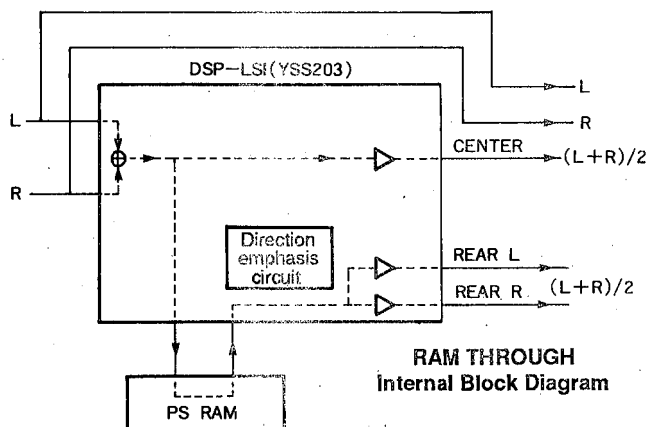 DSP-LSI(YSS203)
L
R
L
R
CENTER
(L+R)/2
Direction
emphasis
circuit
REAR L
REAR R
(L+R)/2
RAM THROUGH
Internal Block Diagram
PS RAM